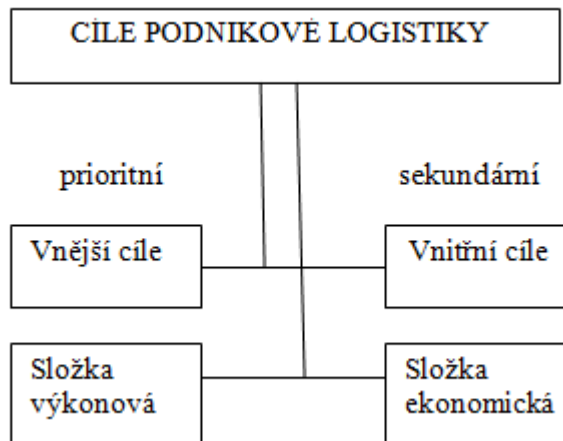 CÍLE PODNIKOVÉ LOGISTIKY
prioritní
sekundární
Vnější cíle
Vnitřní cíle
Složka
výkonová
Složka
ekonomická